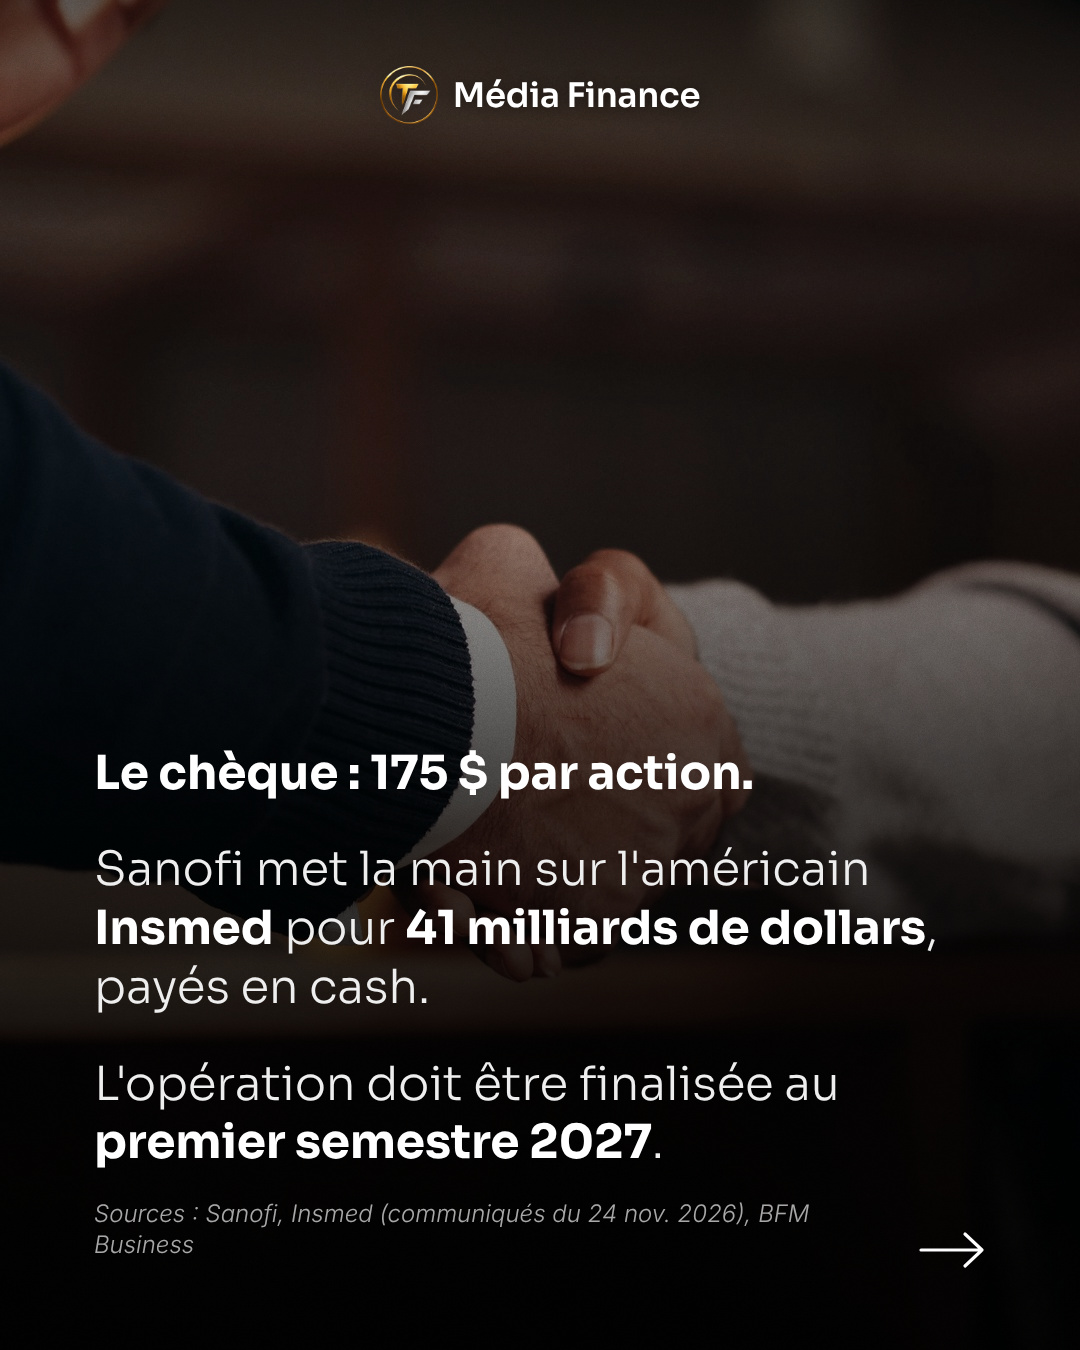 TF Média Finance
Le chèque : 175 $ par action.
Sanofi met la main sur l'américain
Insmed pour 41 milliards de dollars,
payés en cash.
L'opération doit être finalisée au
premier semestre 2027.
Sources : Sanofi, Insmed (communiqués du 24 nov. 2026), BFM
Business